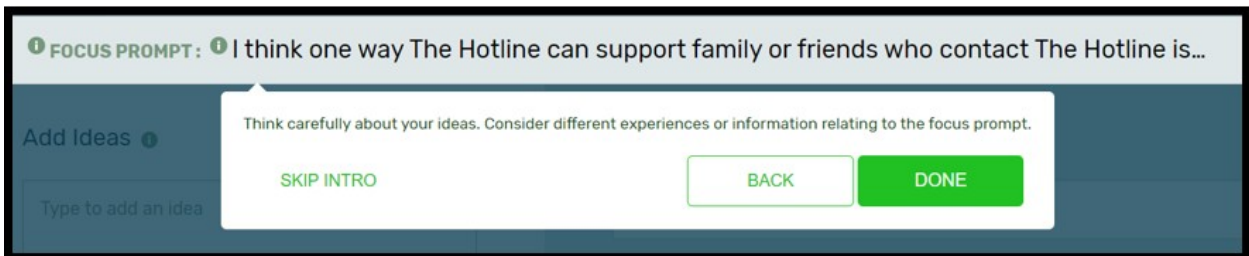 FOCUS PROMPT: I think one way The Hotline can support family or friends who contact The Hotline is...
Think carefully about your ideas. Consider different experiences or information relating to the focus prompt.
Add Ideas
SKIP INTRO
BACK
DONE
Type to add an idea